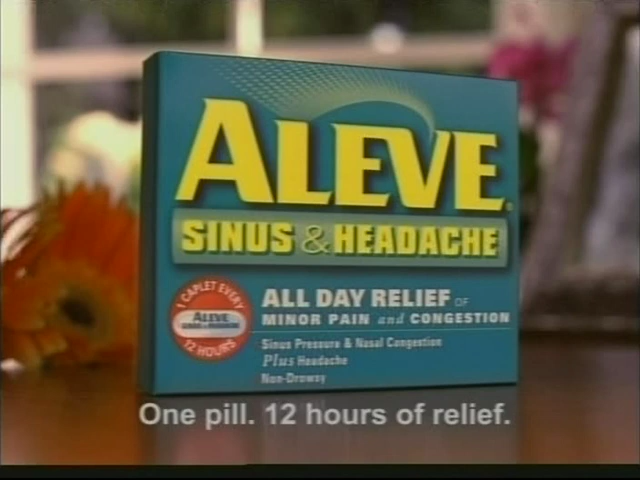 ALEVE
SINUS & HEADACHE
1 CAPLET EVERY
ALEVE
12 HOURS
ALL DAY RELIEF OF
MINOR PAIN and CONGESTION
Sinus Pressure & Nasal Congestion
Plus Headache
Non-Drowsy
One pill. 12 hours of relief.